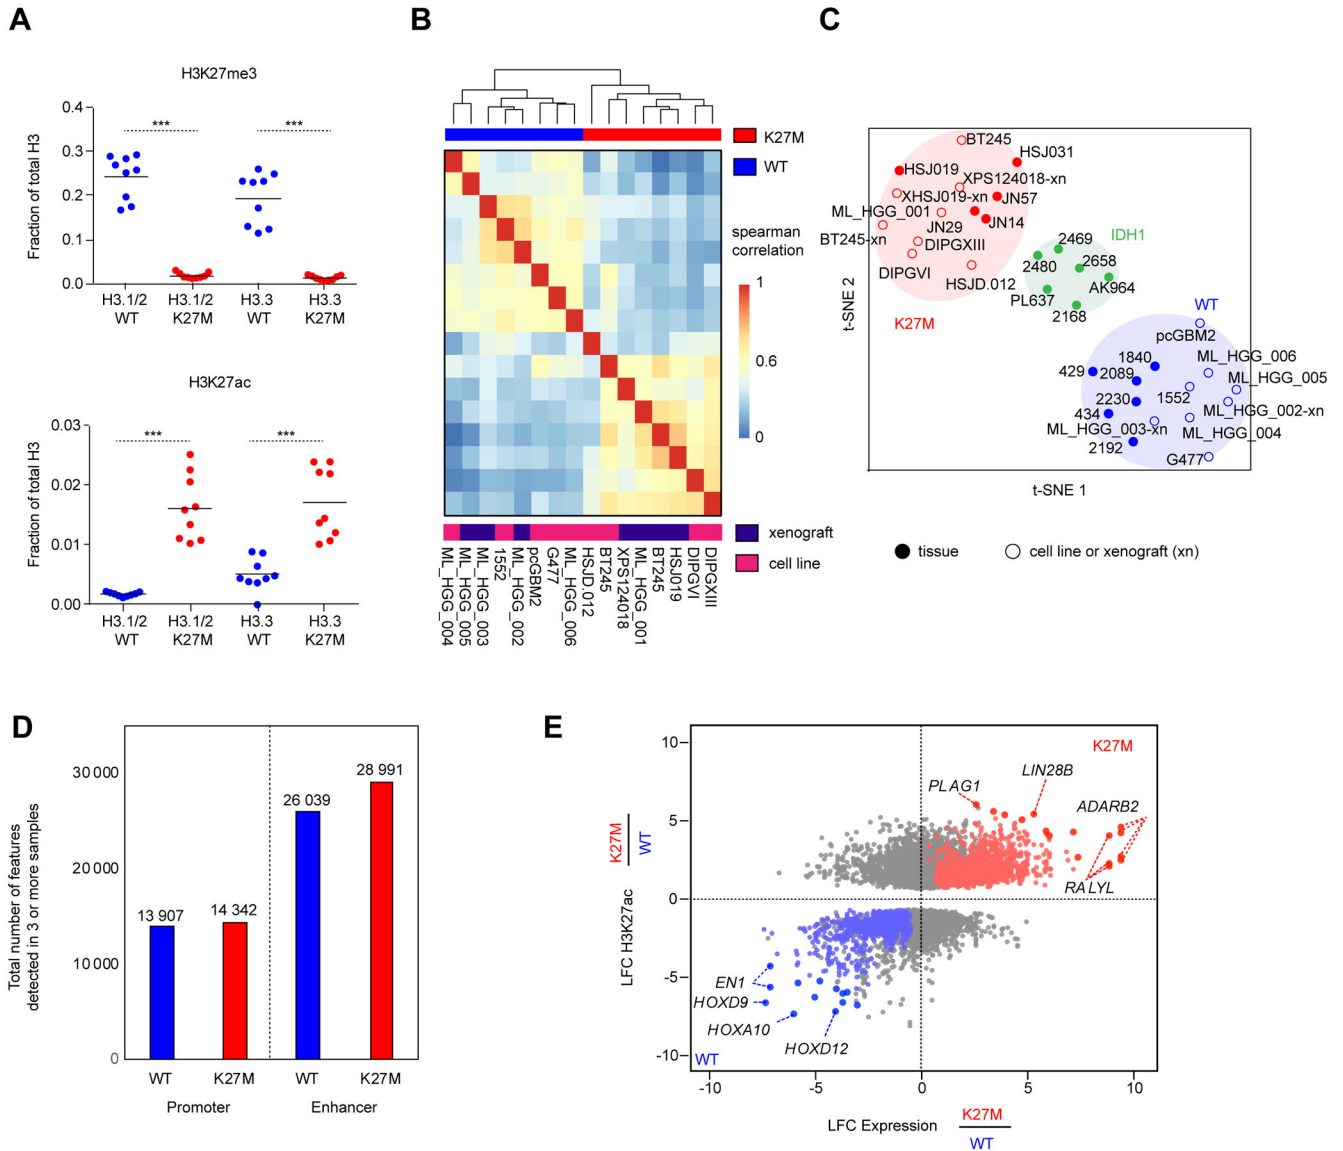 A
H3K27me3
Fraction of total H3
0.4
0.3
0.2
0.1
0.0
***
***
H3.1/2
WT
H3.1/2
K27M
H3.3
WT
H3.3
K27M
H3K27ac
Fraction of total H3
0.03
0.02
0.01
0.00
***
***
H3.1/2
WT
H3.1/2
K27M
H3.3
WT
H3.3
K27M
B
K27M
WT
spearman
correlation
1
0.6
0
xenograft
cell line
ML_HGG_004
ML_HGG_005
ML_HGG_003
1552
ML_HGG_002
pcGBM2
G477
ML_HGG_006
HSJD.012
BT245
XPS124018
ML_HGG_001
BT245
HSJ019
DIPGVI
DIPGXIII
C
BT245
HSJ031
HSJ019
XPS124018-xn
XHSJ019-xn
JN57
ML_HGG_001
JN14
JN29
BT245-xn
DIPGXIII
DIPGVI
HSJD.012
K27M
IDH1
2469
2480
2658
AK964
PL637
2168
WT
pcGBM2
1840
ML_HGG_006
429
2089
ML_HGG_005
2230
1552
434
ML_HGG_002-xn
ML_HGG_003-xn
ML_HGG_004
2192
G477
t-SNE 2
t-SNE 1
tissue
cell line or xenograft (xn)
D
Total number of features
detected in 3 or more samples
30 000
20 000
10 000
0
13 907
14 342
26 039
28 991
WT
K27M
WT
K27M
Promoter
Enhancer
E
LFC H3K27ac
K27M
WT
10
5
0
-5
-10
K27M
PLAG1
LIN28B
ADARB2
RALYL
EN1
HOXD9
HOXA10
HOXD12
WT
-10
-5
0
5
10
LFC Expression
K27M
WT